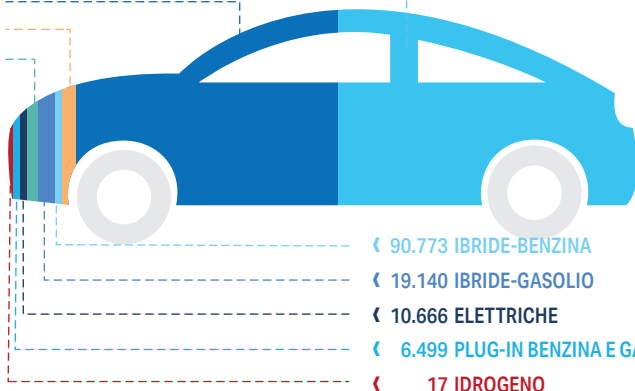 90.773 IBRIDE-BENZINA
19.140 IBRIDE-GASOLIO
10.666 ELETTRICHE
6.499 PLUG-IN BENZINA E
17 IDROGENO